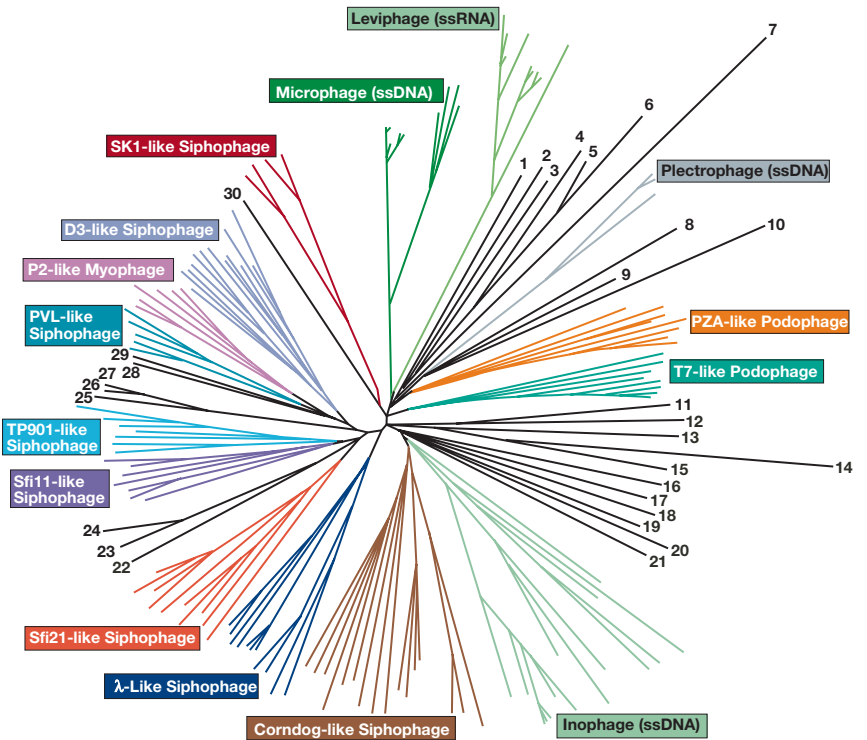 Leviphage (ssRNA)
7
Microphage (ssDNA)
6
4
SK1-like Siphophage
5
2
1
3
Plectrophage (ssDNA)
30
D3-like Siphophage
8
10
P2-like Myophage
9
PVL-like
Siphophage
PZA-like Podophage
29
28
27
T7-like Podophage
26
25
11
12
TP901-like
Siphophage
13
14
15
Sfi11-like
Siphophage
16
17
18
24
19
23
20
22
21
Sfi21-like Siphophage
λ-Like Siphophage
Corndog-like Siphophage
Inophage (ssDNA)